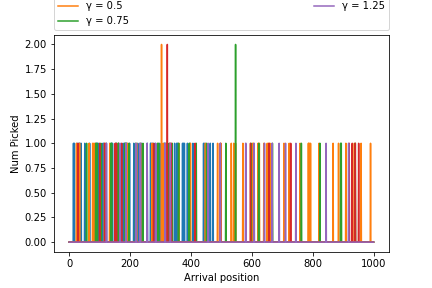 γ = 0.5
γ = 1.25
γ = 0.75
2.00
1.75
1.50
1.25
1.00
0.75
0.50
0.25
0.00
Num Picked
0 200 400 600 800 1000
Arrival position